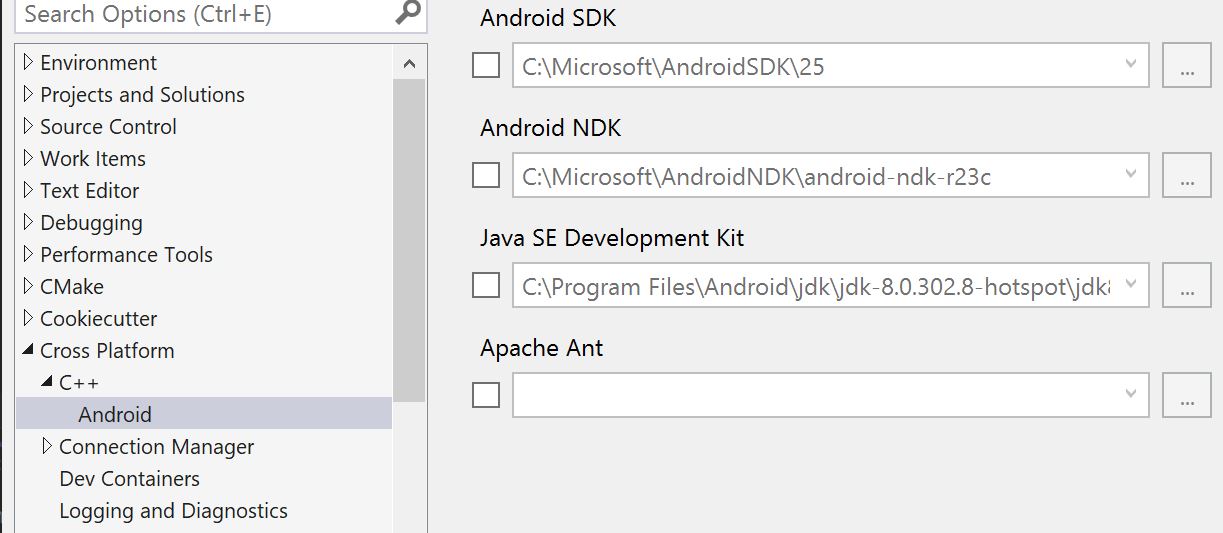 Search Options (Ctrl+E)
Environment
Projects and Solutions
Source Control
Work Items
Text Editor
Debugging
Performance Tools
CMake
Cookiecutter
Cross Platform
C++
Android
Connection Manager
Dev Containers
Logging and Diagnostics
Android SDK
C:\Microsoft\AndroidSDK\25
...
Android NDK
C:\Microsoft\AndroidNDK\android-ndk-r23c
...
Java SE Development Kit
C:\Program Files\Android\jdk\jdk-8.0.302.8-hotspot\jdk8
...
Apache Ant
...